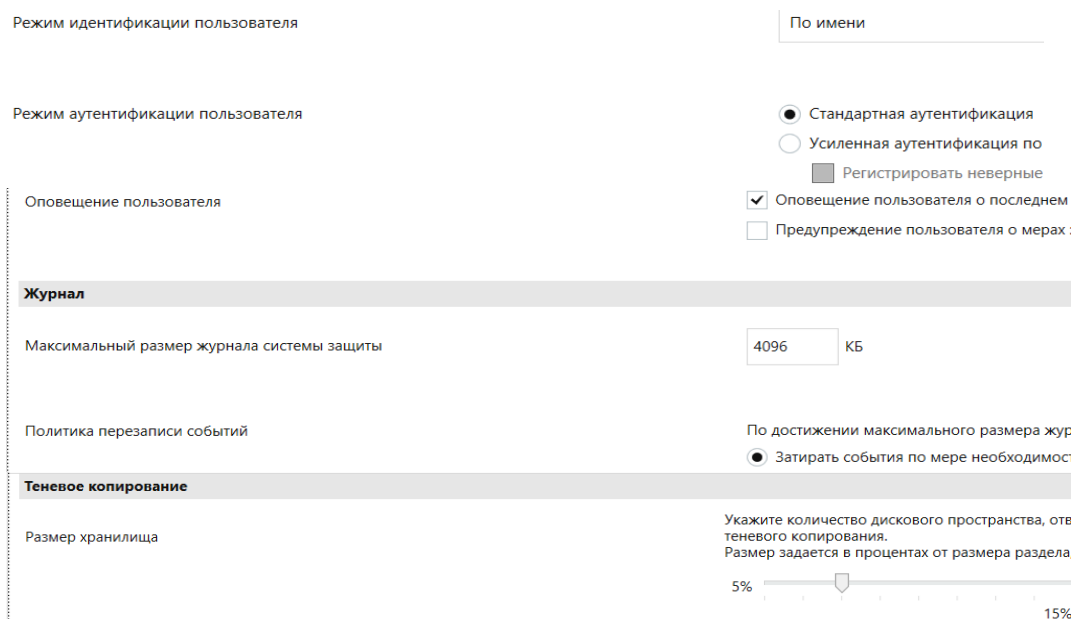 Режим идентификации пользователя
По имени
Режим аутентификации пользователя
Стандартная аутентификация
Усиленная аутентификация по
Регистрировать неверные
Оповещение пользователя
Оповещение пользователя о последнем
Предупреждение пользователя о мерах
Журнал
Максимальный размер журнала системы защиты
4096 КБ
Политика перезаписи событий
По достижении максимального размера жур
Затирать события по мере необходимост
Теневое копирование
Размер хранилища
Укажите количество дискового пространства, отв
теневого копирования.
Размер задается в процентах от размера раздела,
5%
15%